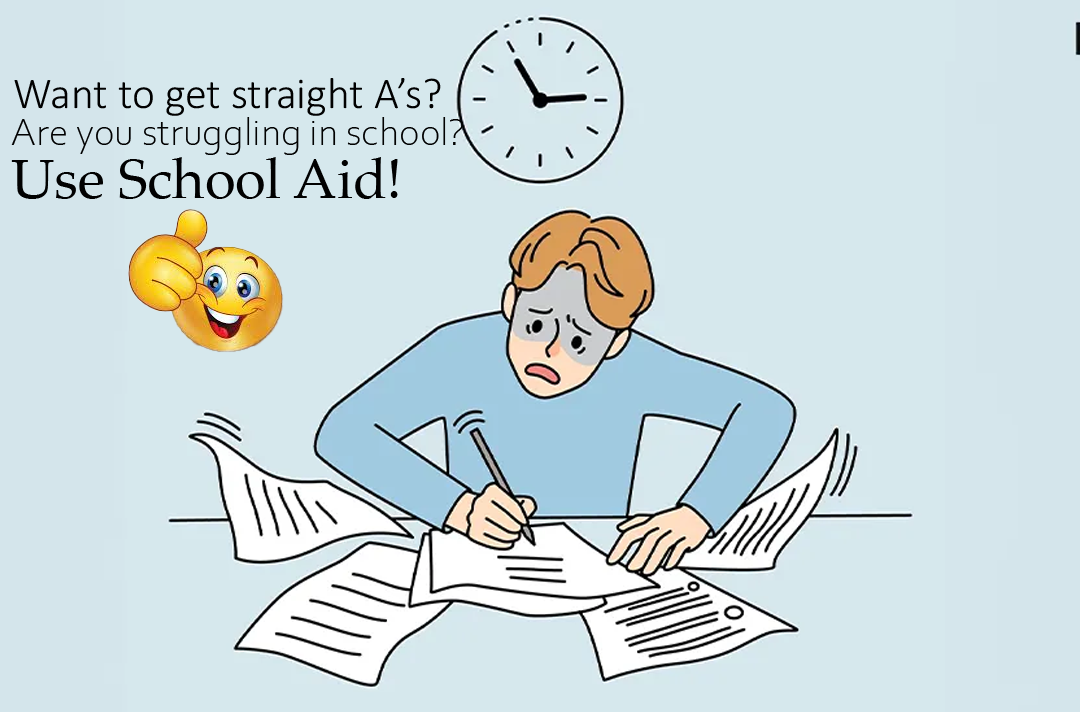 Want to get straight A’s?
Are you struggling in school?
Use School Aid!